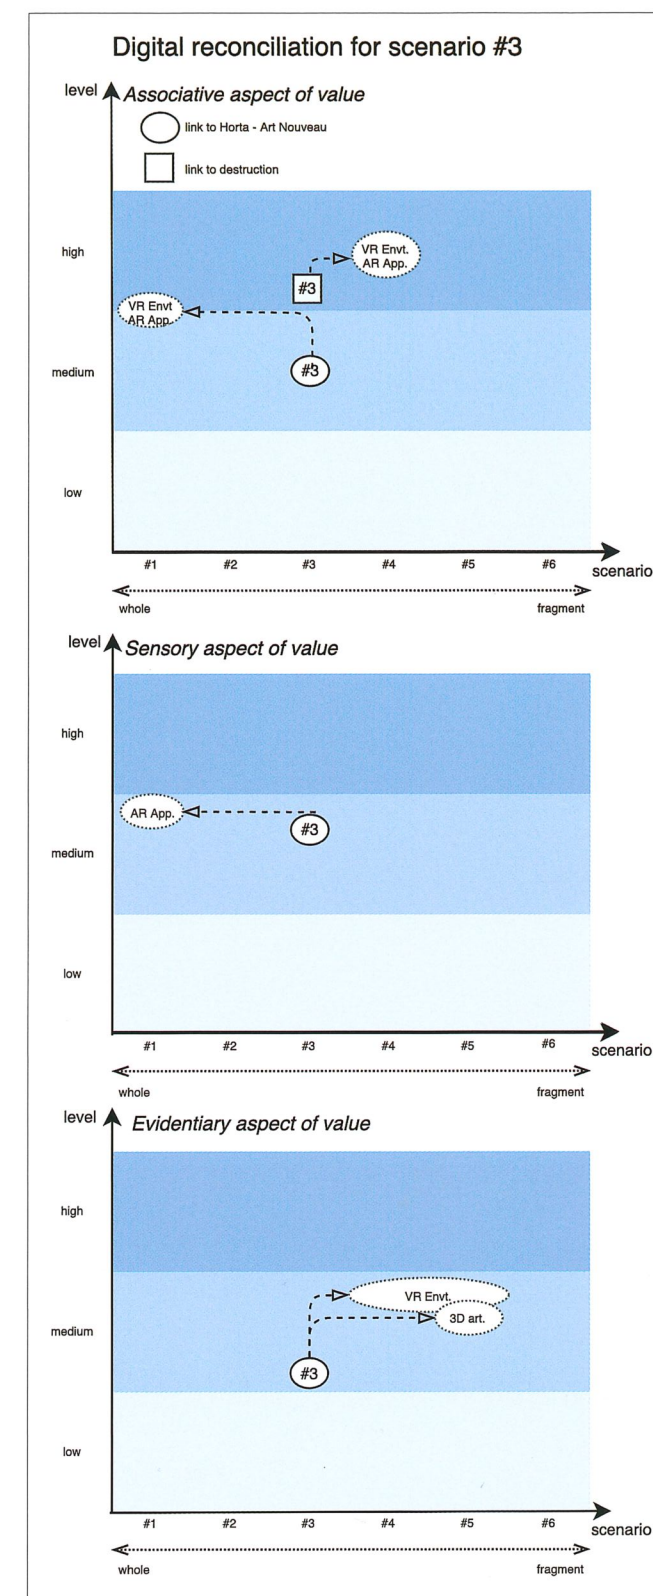 Digital reconciliation for scenario #3
level
Associative aspect of value
link to Horta - Art Nouveau
link to destruction
high
VR Envt.
AR App.
#3
VR Envt
AR App.
medium
#3
low
#1 #2 #3 #4 #5 #6
scenario
whole fragment
level
Sensory aspect of value
high
AR App.
#3
medium
low
#1 #2 #3 #4 #5 #6
scenario
whole fragment
level
Evidentiary aspect of value
high
VR Envt.
3D art.
medium
#3
low
#1 #2 #3 #4 #5 #6
scenario
whole fragment